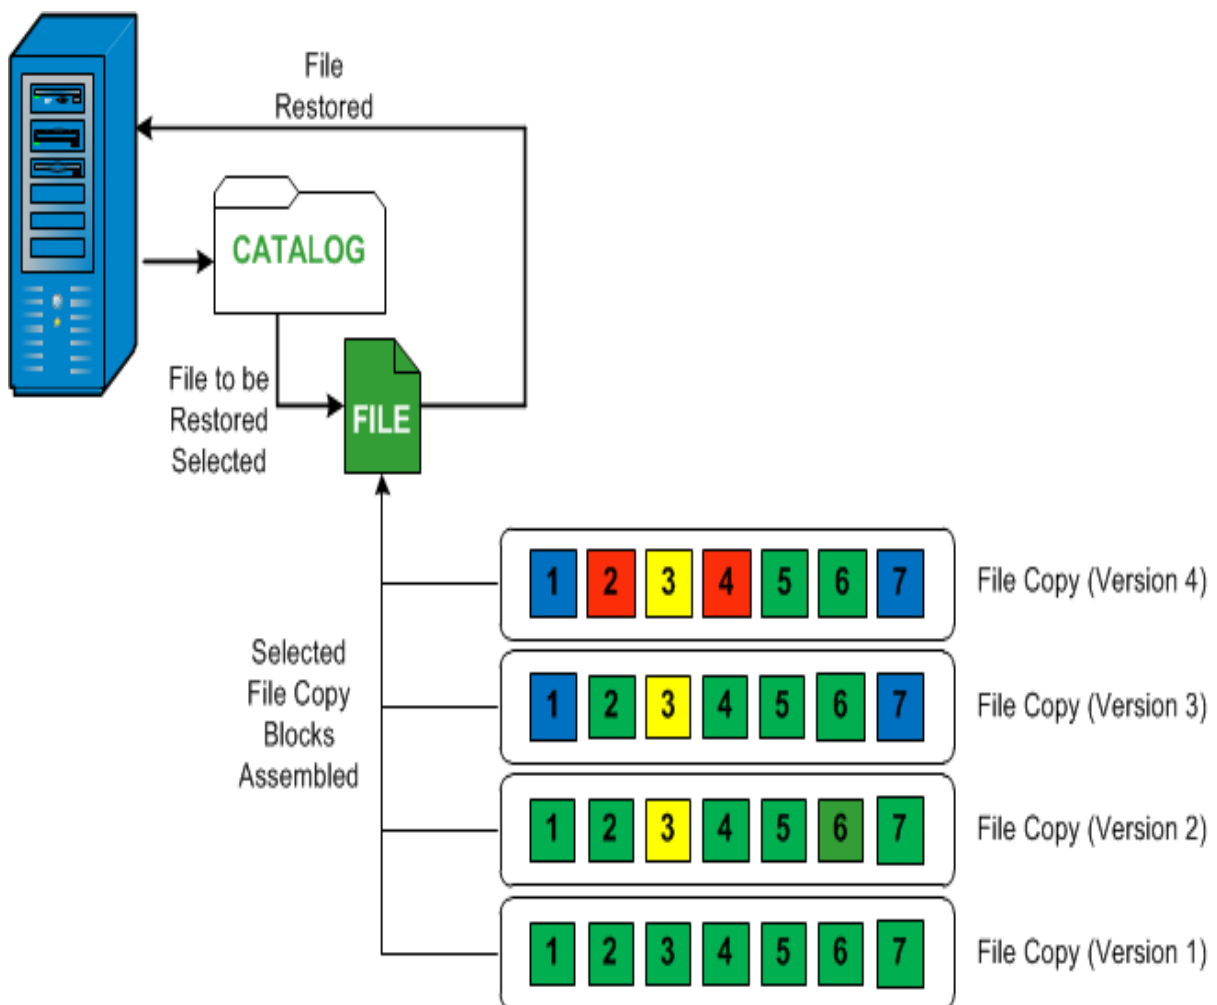 File
Restored
CATALOG
File to be
Restored
Selected
FILE
1 2 3 4 5 6 7
File Copy (Version 4)
Selected
File Copy
Blocks
Assembled
1 2 3 4 5 6 7
File Copy (Version 3)
1 2 3 4 5 6 7
File Copy (Version 2)
1 2 3 4 5 6 7
File Copy (Version 1)